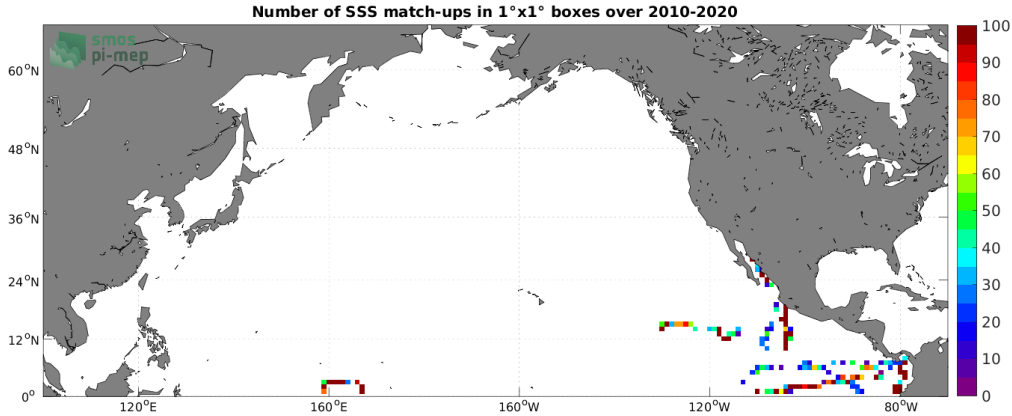 Number of SSS match-ups in 1°x1° boxes over 2010-2020
smos
pi-mep
60°N
48°N
36°N
24°N
12°N
0°
120°E
160°E
160°W
120°W
80°W
100
90
80
70
60
50
40
30
20
10
0